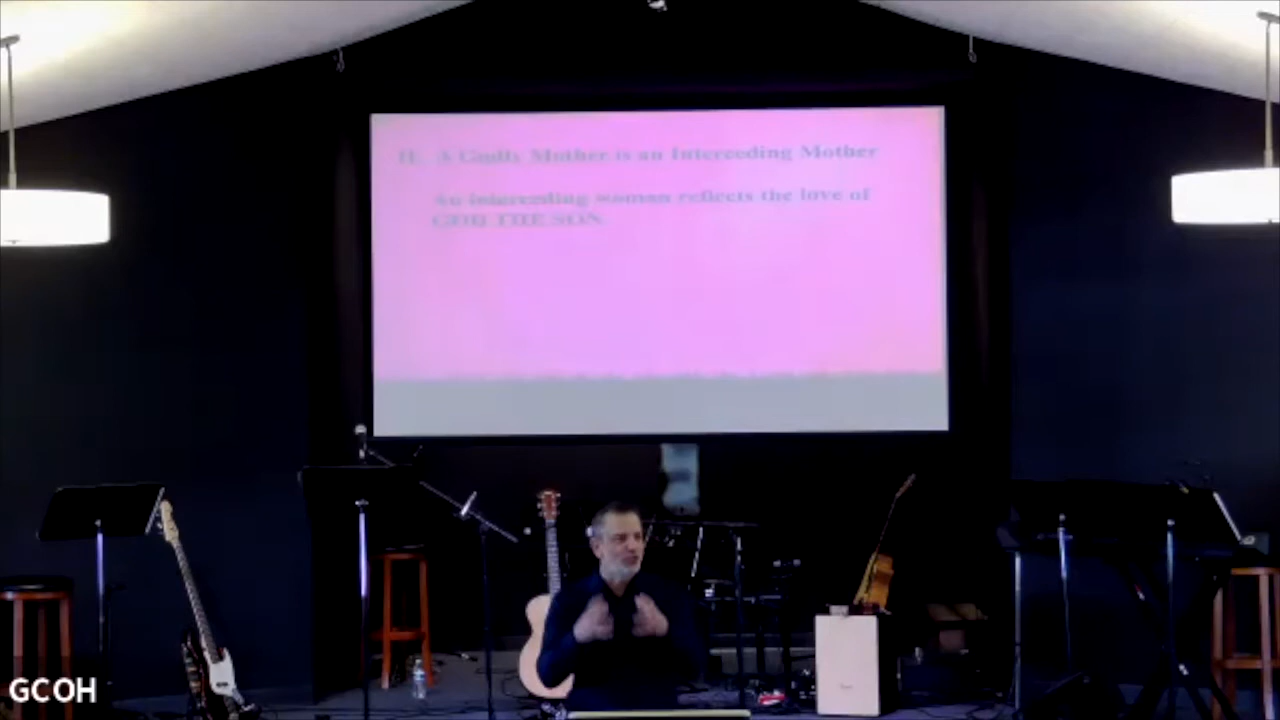 II. A Godly Mother is an Interceding Mother
An interceding woman reflects the love of
GOD THE SON
GCOH